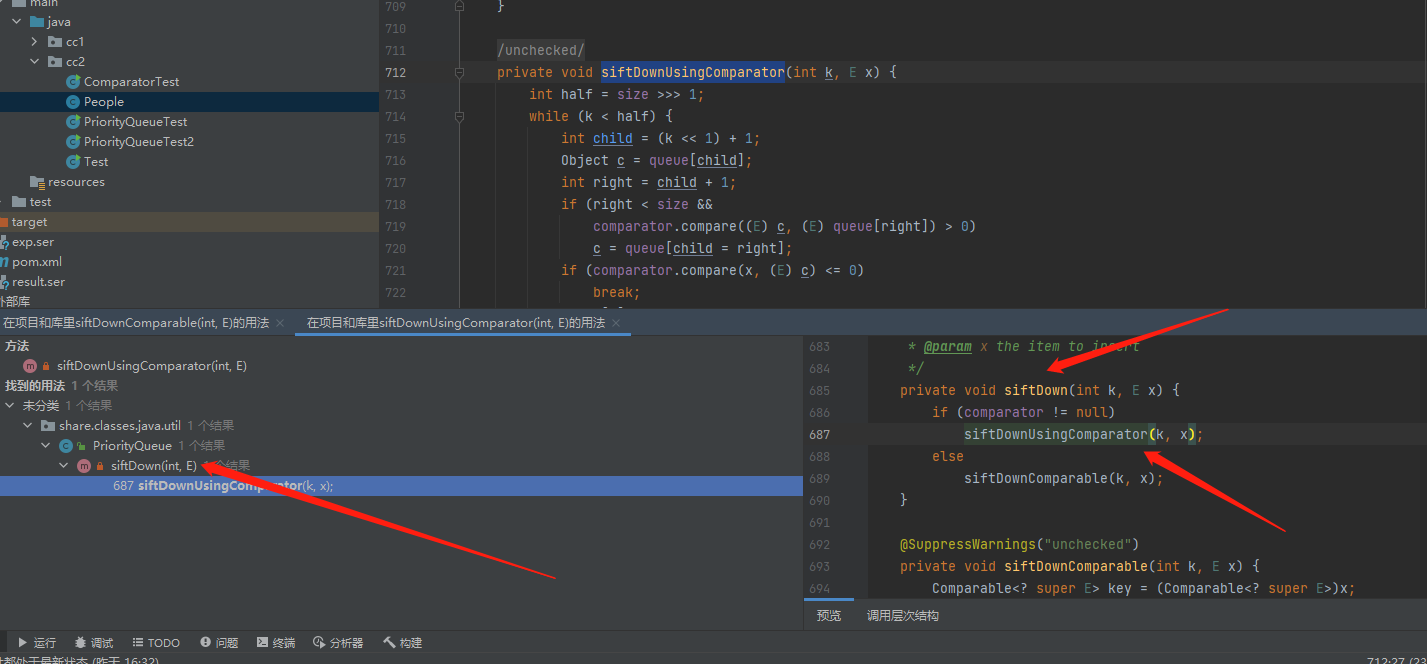 main
java
cc1
cc2
ComparatorTest
People
PriorityQueueTest
PriorityQueueTest2
Test
resources
test
target
exp.ser
pom.xml
result.ser
外部库
709 }
710
711 /unchecked/
712 private void siftDownUsingComparator(int k, E x) {
713 int half = size >>> 1;
714 while (k < half) {
715 int child = (k << 1) + 1;
716 Object c = queue[child];
717 int right = child + 1;
718 if (right < size &&
719 comparator.compare((E) c, (E) queue[right]) > 0)
720 c = queue[child = right];
721 if (comparator.compare(x, (E) c) <= 0)
722 break;
在项目和库里siftDownComparable(int, E)的用法 ×
在项目和库里siftDownUsingComparator(int, E)的用法 ×
方法
m siftDownUsingComparator(int, E)
找到的用法 1 个结果
未分类 1 个结果
share.classes.java.util 1 个结果
PriorityQueue 1 个结果
m siftDown(int, E) 个结果
687 siftDownUsingComparator(k, x);
683 * @param x the item to insert
684 */
685 private void siftDown(int k, E x) {
686 if (comparator != null)
687 siftDownUsingComparator(k, x);
688 else
689 siftDownComparable(k, x);
690 }
691
692 @SuppressWarnings("unchecked")
693 private void siftDownComparable(int k, E x) {
694 Comparable<? super E> key = (Comparable<? super E>)x;
预览 调用层次结构
运行 调试 TODO 问题 终端 分析器 构建
都处于最新状态 (昨天 16:32)
712:27 (23